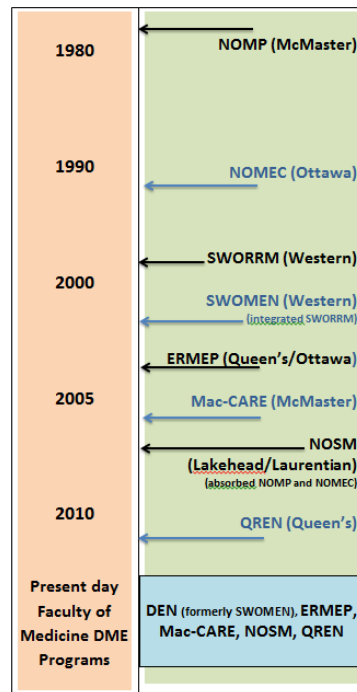 NOMP (McMaster)
1980
1990
NOMEC (Ottawa)
SWORRM (Western)
2000
SWOMEN (Western)
(integrated SWORRM)
ERMEP (Queen's/Ottawa)
2005
Mac-CARE (McMaster)
NOSM
(Lakehead/Laurentian)
(absorbed NOMP and NOMEC)
2010
QREN (Queen's)
Present day
Faculty of
Medicine DME
Programs
DEN (formerly SWOMEN), ERMEP,
Mac-CARE, NOSM, QREN